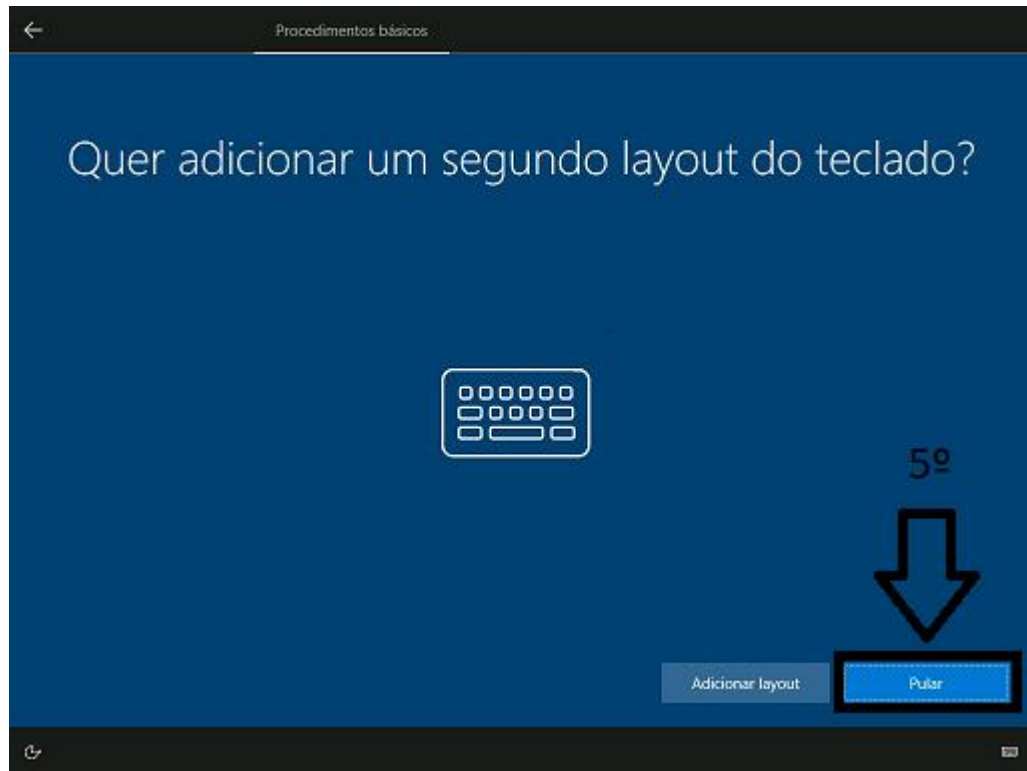 Procedimentos básicos
Quer adicionar um segundo layout do teclado?
5º
Adicionar layout
Pular